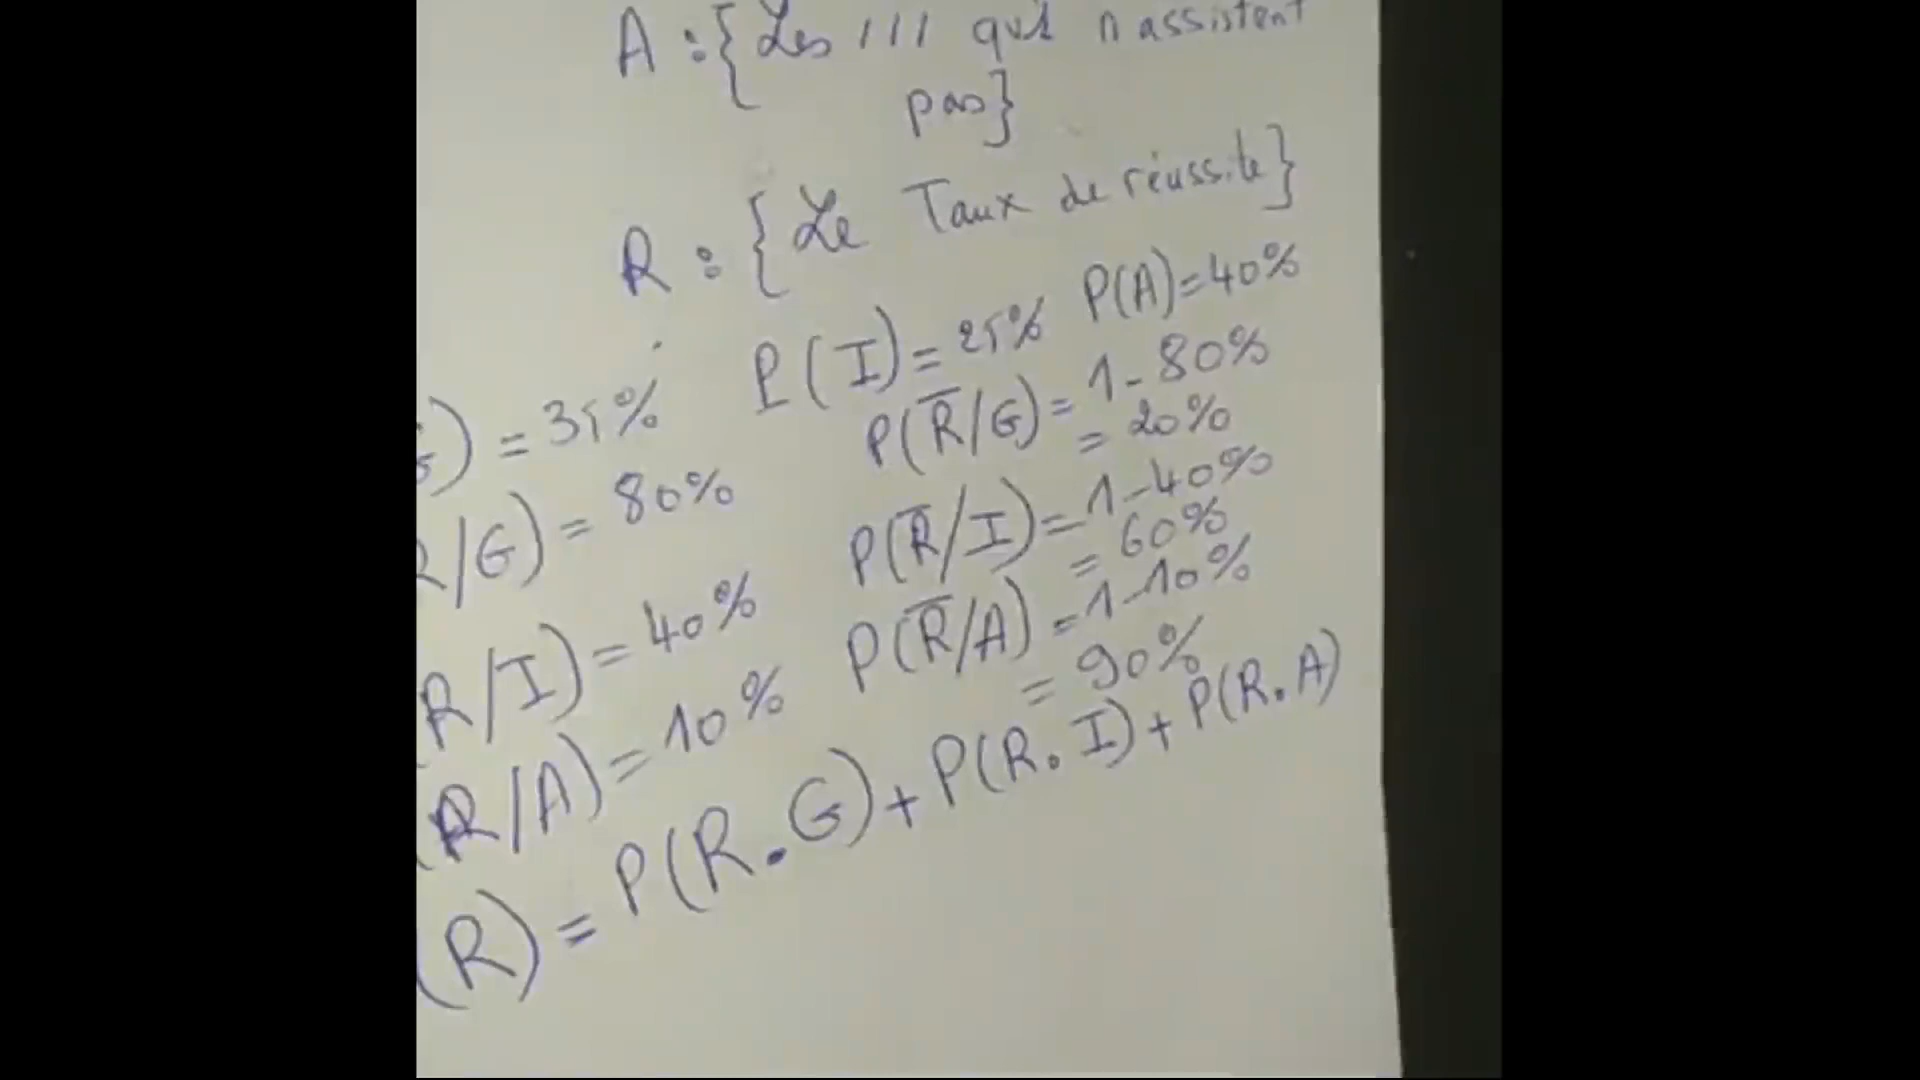 A :{Les /// qui n'assistent
pas}
R : {Le Taux de réussite}
P(I)=25% P(A)=40%
) = 35%
P(R̅/G)= 1-80%
= 20%
R/G) = 80%
P(R̅/I)=1-40%
= 60%
R/I) = 40%
P(R̅/A) =1-10%
= 90%
(R/A) = 10%
(R) = P(R.G)+P(R.I)+P(R.A)